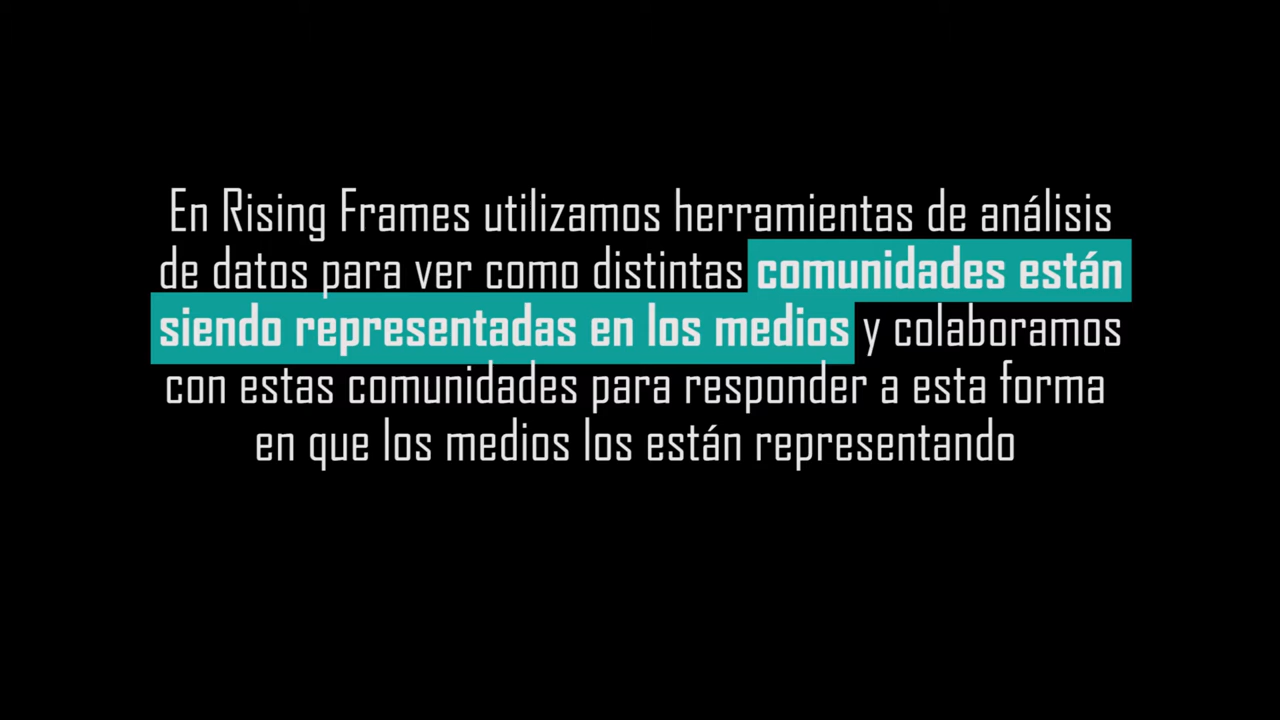 En Rising Frames utilizamos herramientas de análisis
de datos para ver como distintas comunidades están
siendo representadas en los medios y colaboramos
con estas comunidades para responder a esta forma
en que los medios los están representando